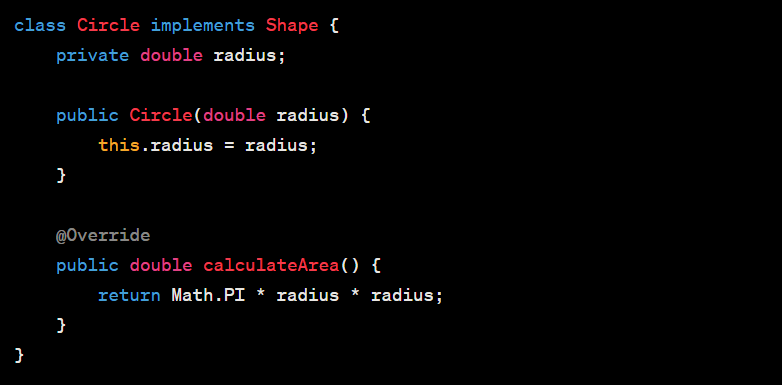 class Circle implements Shape {
    private double radius;

    public Circle(double radius) {
        this.radius = radius;
    }

    @Override
    public double calculateArea() {
        return Math.PI * radius * radius;
    }
}